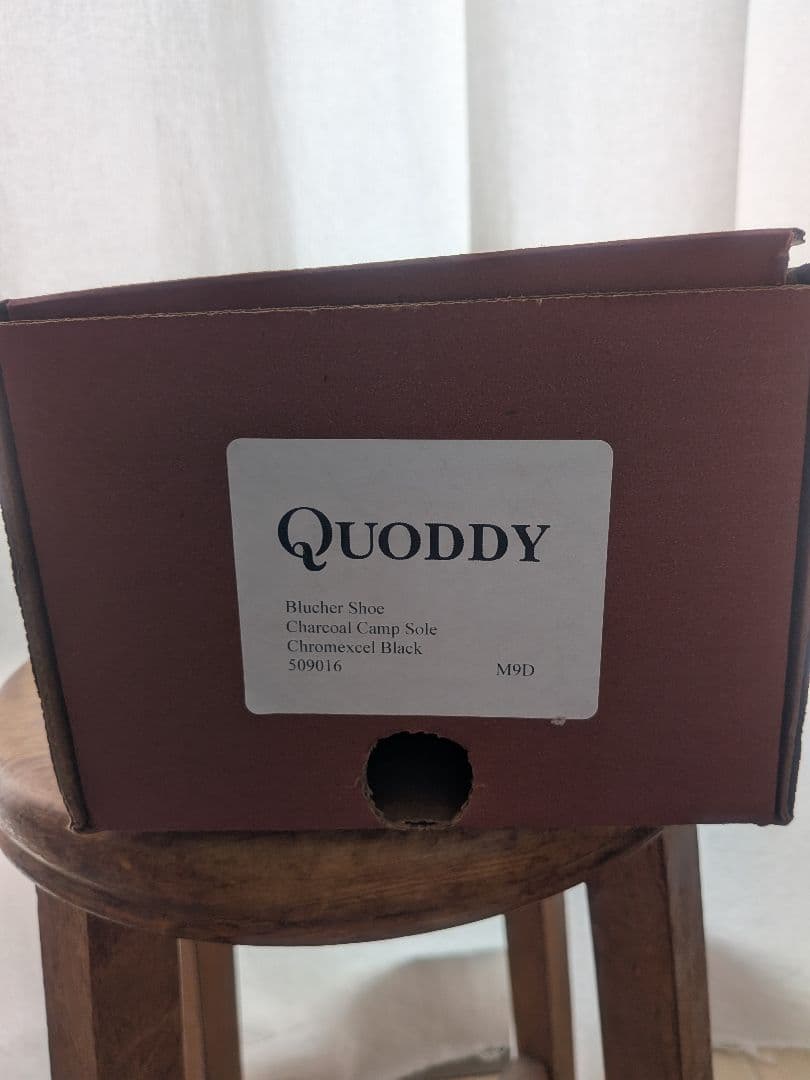 QUODDY
Blucher Shoe
Charcoal Camp Sole
Chromexcel Black
509016 M9D